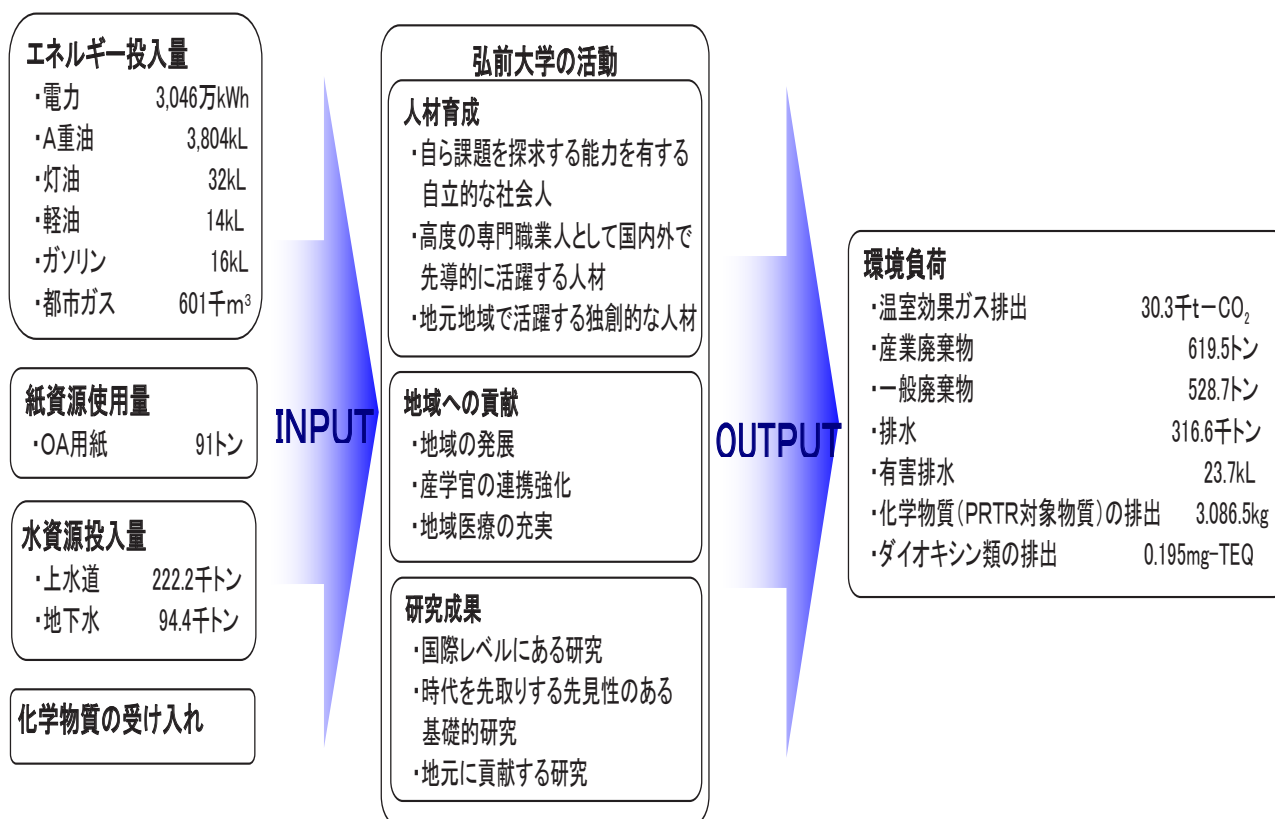 エネルギー投入量
・電力 3,046万kWh
・A重油 3,804kL
・灯油 32kL
・軽油 14kL
・ガソリン 16kL
・都市ガス 601千m³
紙資源使用量
・OA用紙 91トン
水資源投入量
・上水道 222.2千トン
・地下水 94.4千トン
化学物質の受け入れ
INPUT
弘前大学の活動
人材育成
・自ら課題を探求する能力を有する
自立的な社会人
・高度の専門職業人として国内外で
先導的に活躍する人材
・地元地域で活躍する独創的な人材
地域への貢献
・地域の発展
・産学官の連携強化
・地域医療の充実
研究成果
・国際レベルにある研究
・時代を先取りする先見性のある
基礎的研究
・地元に貢献する研究
OUTPUT
環境負荷
・温室効果ガス排出 30.3千t－CO₂
・産業廃棄物 619.5トン
・一般廃棄物 528.7トン
・排水 316.6千トン
・有害排水 23.7kL
・化学物質（PRTR対象物質）の排出 3.086.5kg
・ダイオキシン類の排出 0.195mg-TEQ